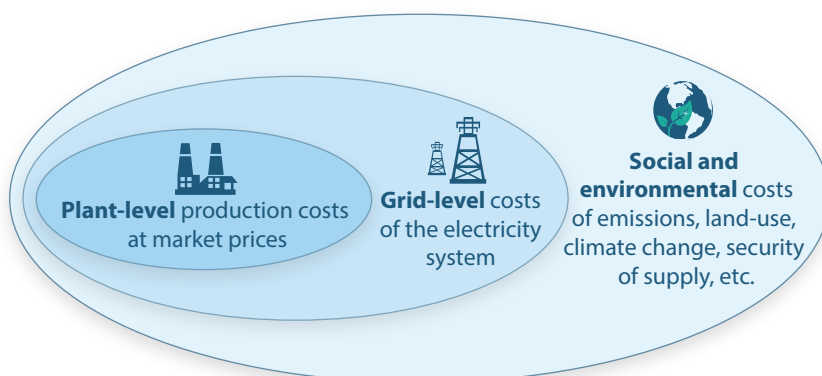 Plant-level production costs
at market prices
Grid-level costs
of the electricity
system
Social and
environmental costs
of emissions, land-use,
climate change, security
of supply, etc.